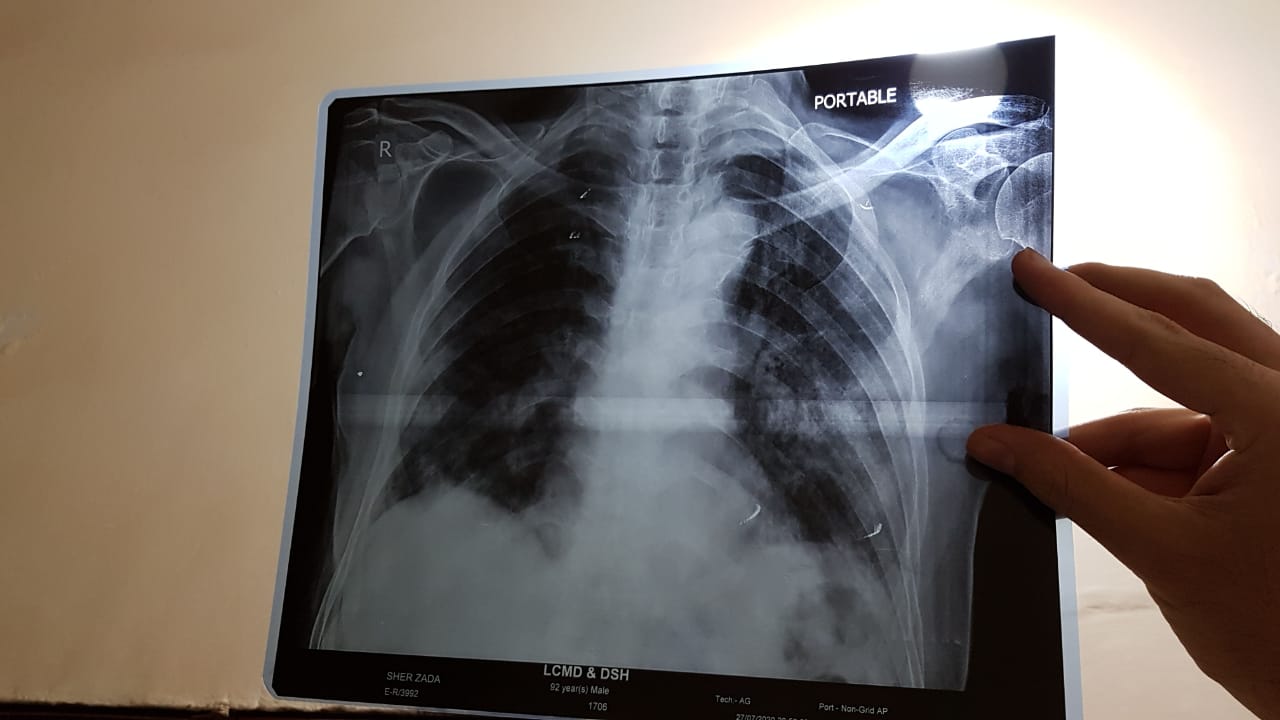 PORTABLE
R
SHER ZADA
E-R/3992
LCMD & DSH
92 year(s) Male
1706
Tech.- AG
Port - Non-Grid AP